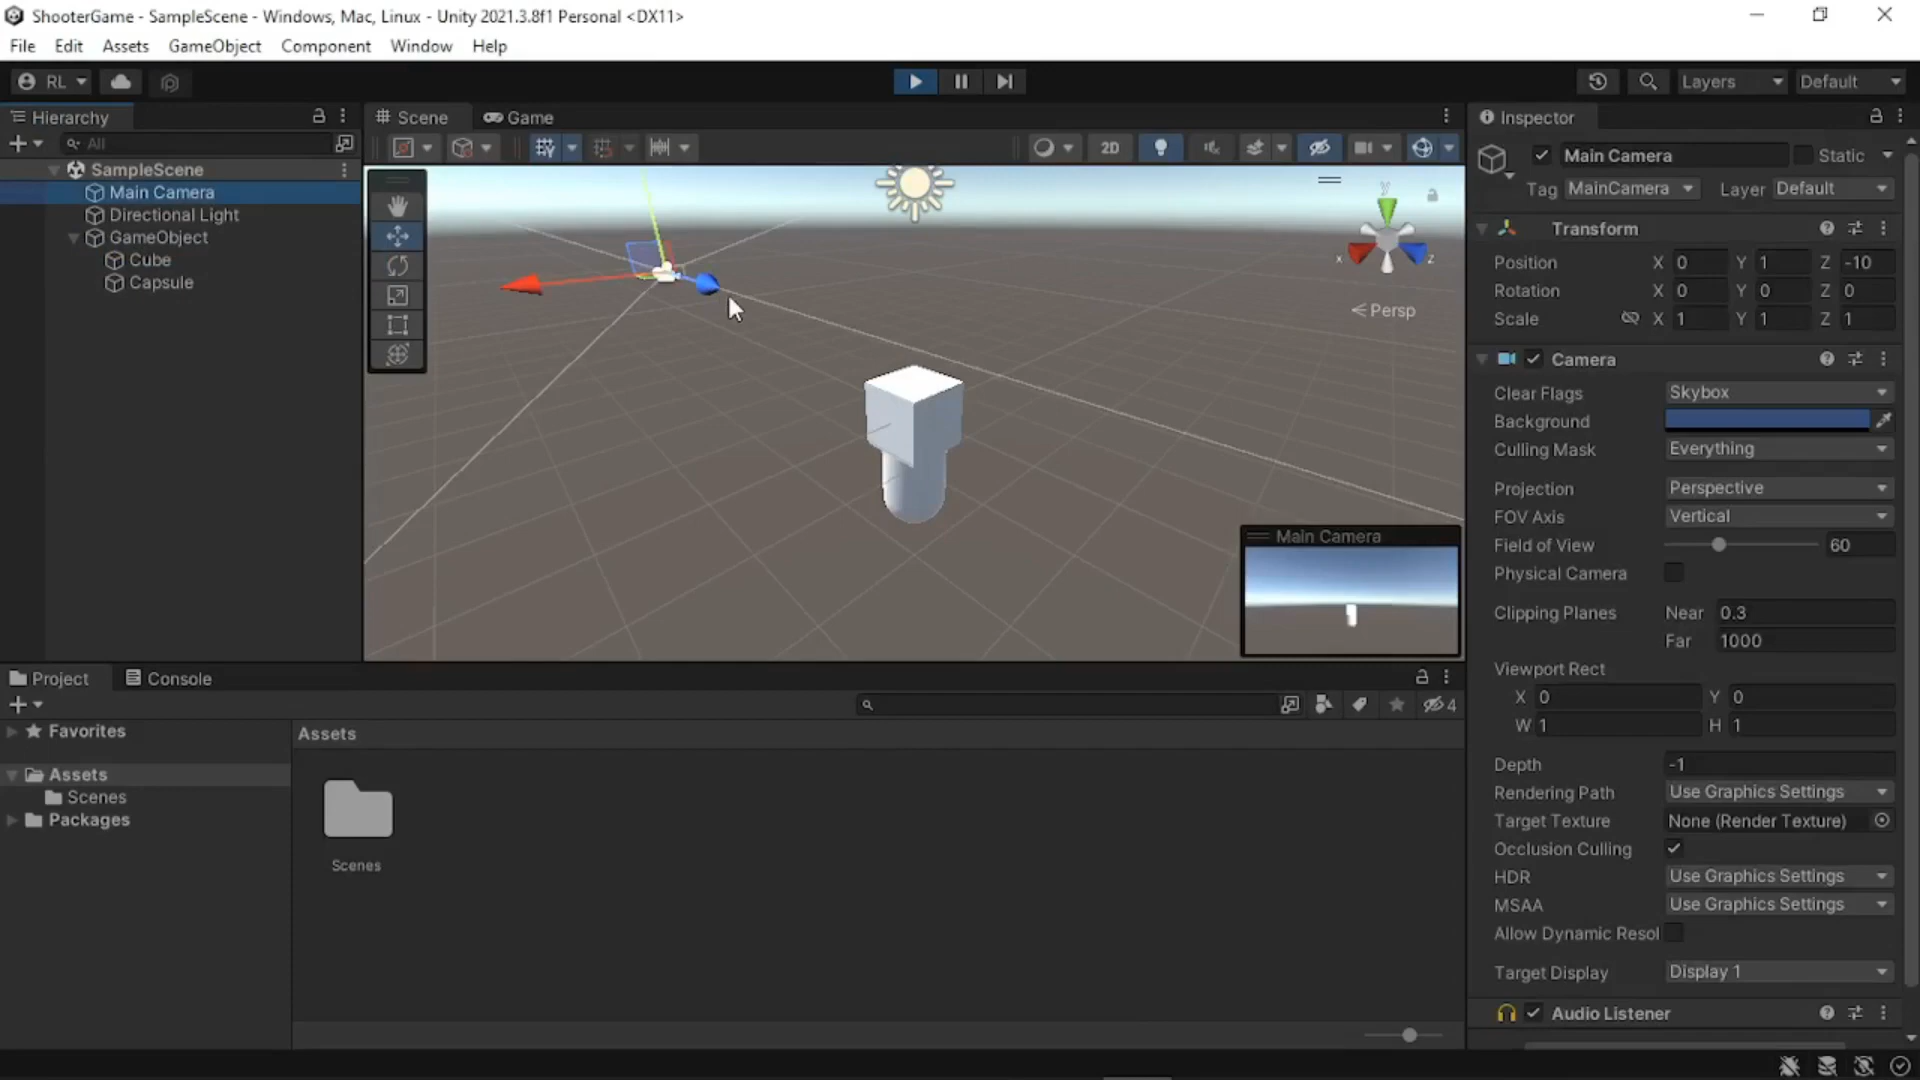 ShooterGame - SampleScene - Windows, Mac, Linux - Unity 2021.3.8f1 Personal <DX11>
File Edit Assets GameObject Component Window Help
RL Layers Default
Hierarchy
All
SampleScene
Main Camera
Directional Light
GameObject
Cube
Capsule
Scene Game
2D
y
x
z
Persp
Main Camera
Inspector
Main Camera Static
Tag MainCamera Layer Default
Transform
Position X 0 Y 1 Z -10
Rotation X 0 Y 0 Z 0
Scale X 1 Y 1 Z 1
Camera
Clear Flags Skybox
Background
Culling Mask Everything
Projection Perspective
FOV Axis Vertical
Field of View 60
Physical Camera
Clipping Planes Near 0.3
Far 1000
Viewport Rect
X 0 Y 0
W 1 H 1
Depth -1
Rendering Path Use Graphics Settings
Target Texture None (Render Texture)
Occlusion Culling
HDR Use Graphics Settings
MSAA Use Graphics Settings
Allow Dynamic Resol
Target Display Display 1
Audio Listener
Project Console
4
Favorites
Assets
Scenes
Packages
Assets
Scenes